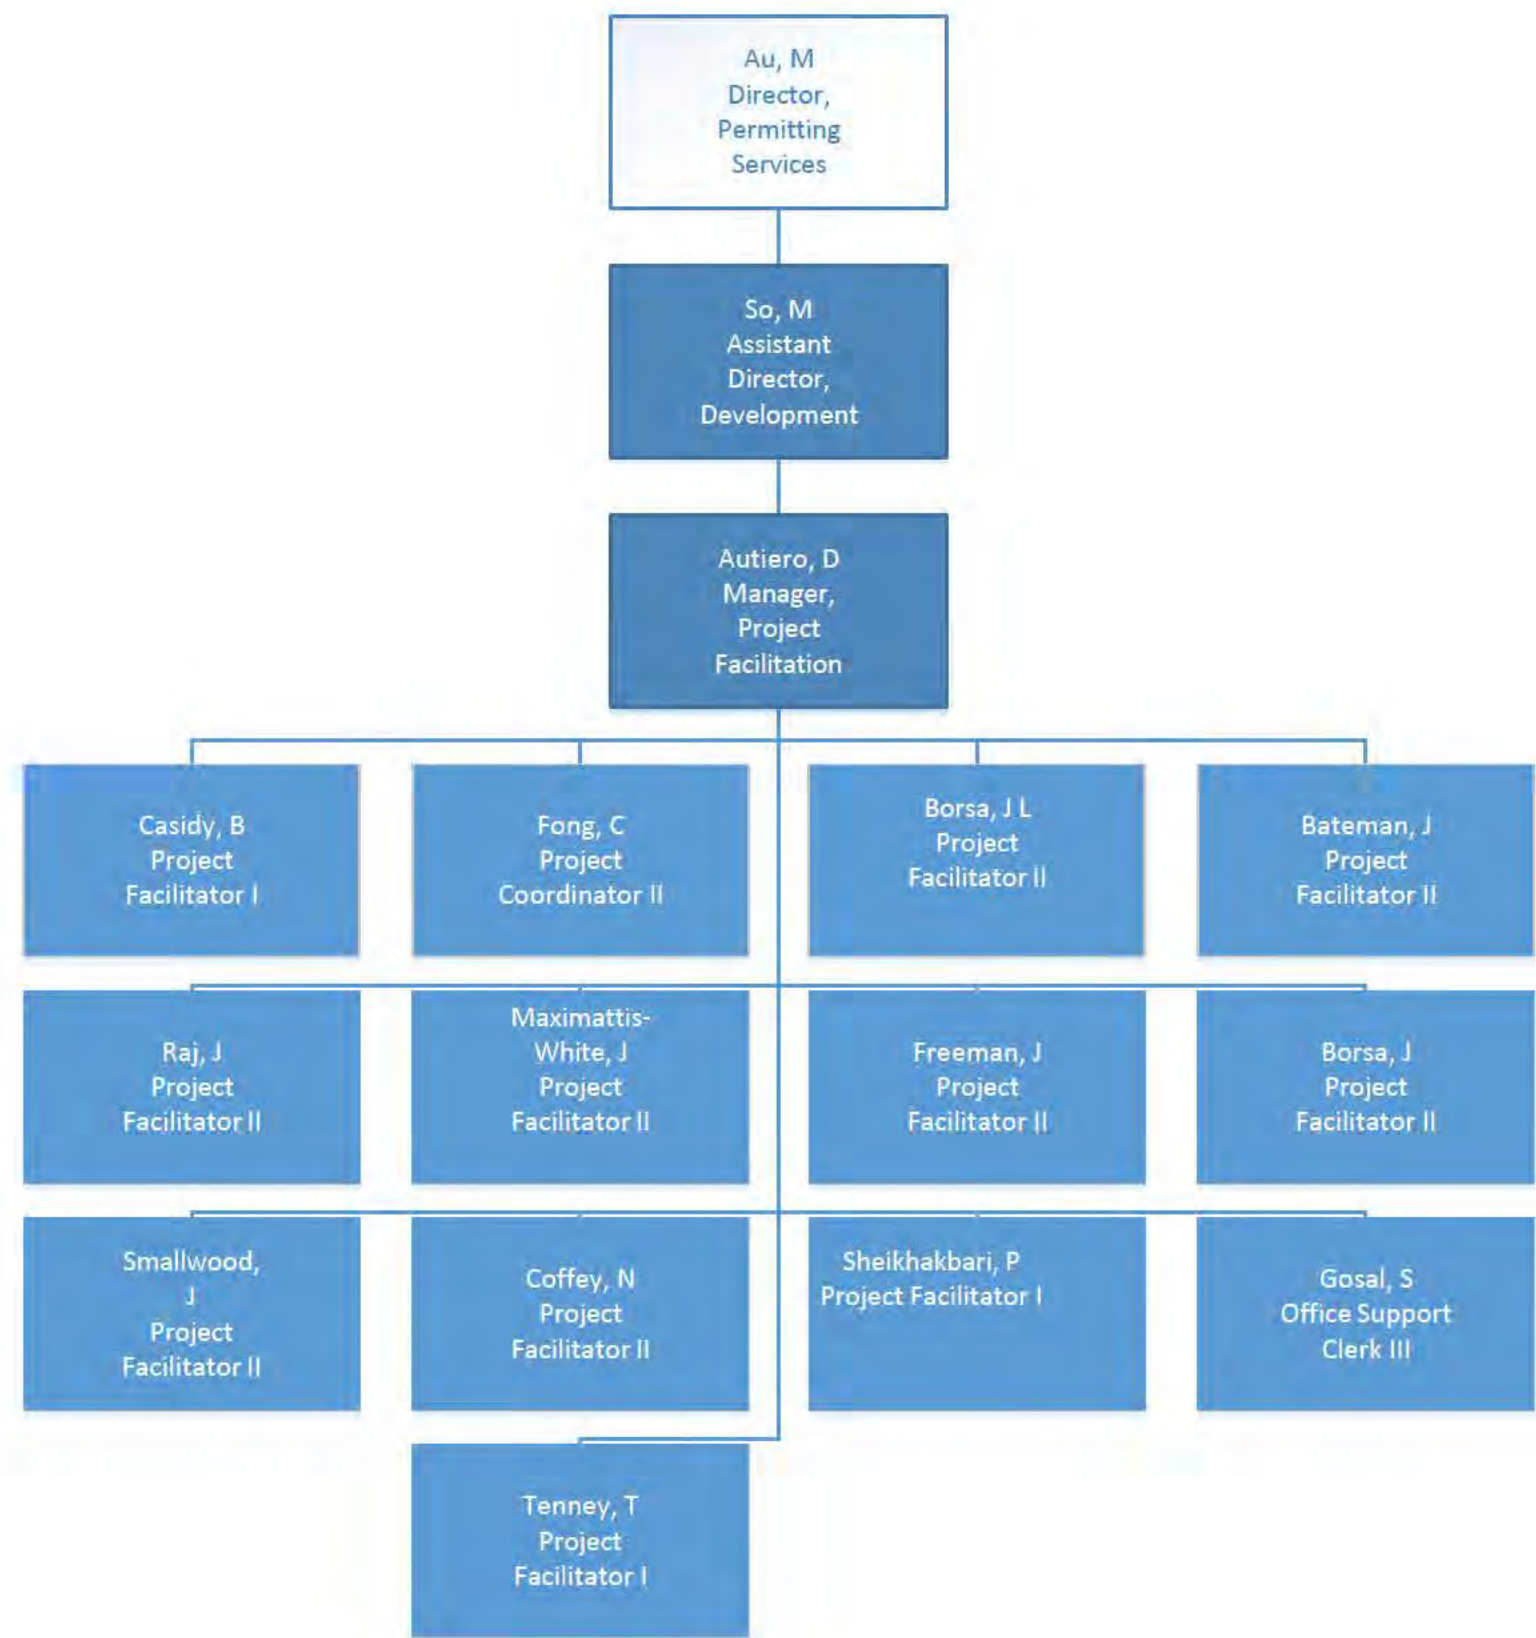 Au, M
Director,
Permitting
Services
So, M
Assistant
Director,
Development
Autiero, D
Manager,
Project
Facilitation
Casidy, B
Project
Facilitator I
Fong, C
Project
Coordinator II
Borsa, J L
Project
Facilitator II
Bateman, J
Project
Facilitator II
Raj, J
Project
Facilitator II
Maximattis-
White, J
Project
Facilitator II
Freeman, J
Project
Facilitator II
Borsa, J
Project
Facilitator II
Smallwood,
J
Project
Facilitator II
Coffey, N
Project
Facilitator II
Sheikhakbari, P
Project Facilitator I
Gosal, S
Office Support
Clerk III
Tenney, T
Project
Facilitator I